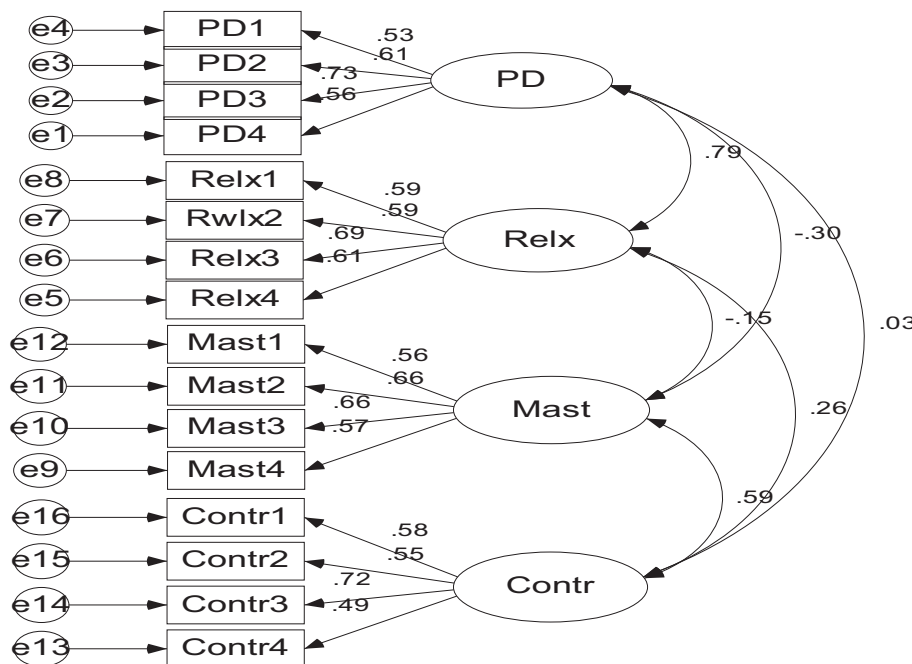 e4 PD1 .53
e3 PD2 .61 PD
e2 PD3 .73
e1 PD4 .56
.79
e8 Relx1 .59
e7 Rwlx2 .59
e6 Relx3 .69 Relx -.30
e5 Relx4 .61
e12 Mast1 .56 -.15 .03
e11 Mast2 .66
e10 Mast3 .66 Mast .26
e9 Mast4 .57
e16 Contr1 .58 .59
e15 Contr2 .55
e14 Contr3 .72 Contr
e13 Contr4 .49